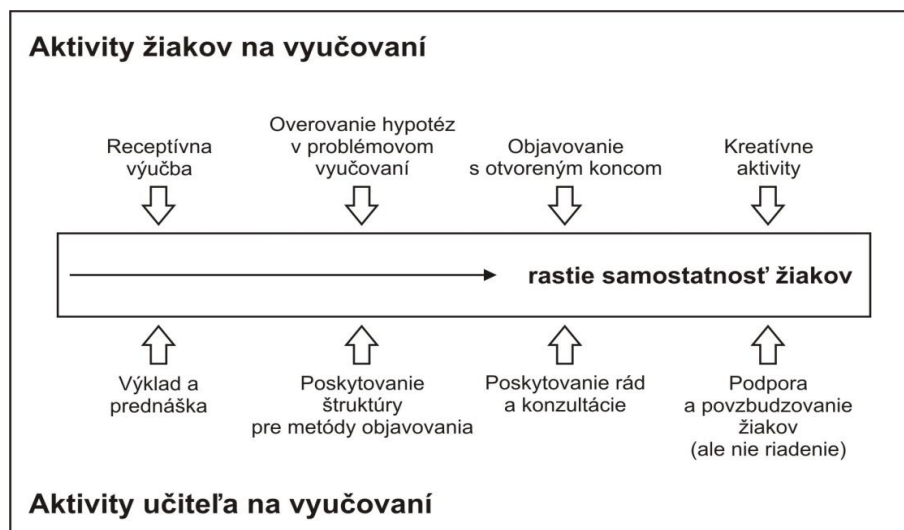 Aktivity žiakov na vyučovaní
Receptívna
výučba
Overovanie hypotéz
v problémovom
vyučovaní
Objavovanie
s otvoreným koncom
Kreatívne
aktivity
rastie samostatnosť žiakov
Výklad a
prednáška
Poskytovanie
štruktúry
pre metódy objavovania
Poskytovanie rád
a konzultácie
Podpora
a povzbudzovanie
žiakov
(ale nie riadenie)
Aktivity učiteľa na vyučovaní